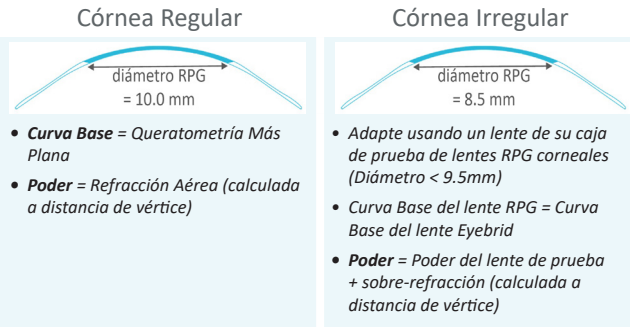 Córnea Regular
diámetro RPG
= 10.0 mm
• Curva Base = Queratometría Más
Plana
• Poder = Refracción Aérea (calculada
a distancia de vértice)
Córnea Irregular
diámetro RPG
= 8.5 mm
• Adapte usando un lente de su caja
de prueba de lentes RPG corneales
(Diámetro < 9.5mm)
• Curva Base del lente RPG = Curva
Base del lente Eyebrid
• Poder = Poder del lente de prueba
+ sobre-refracción (calculada a
distancia de vértice)